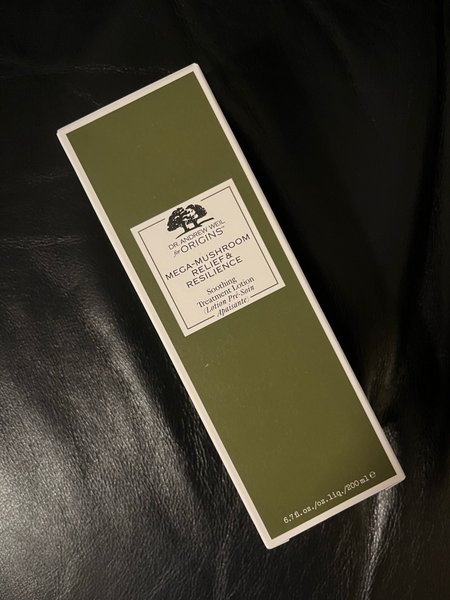 DR. ANDREW WEIL
for ORIGINS™
MEGA-MUSHROOM
RELIEF &
RESILIENCE
Soothing
Treatment Lotion
(Lotion Pré-Soin
Apaisante)
6.7 fl. oz./oz. liq./200 ml ℮